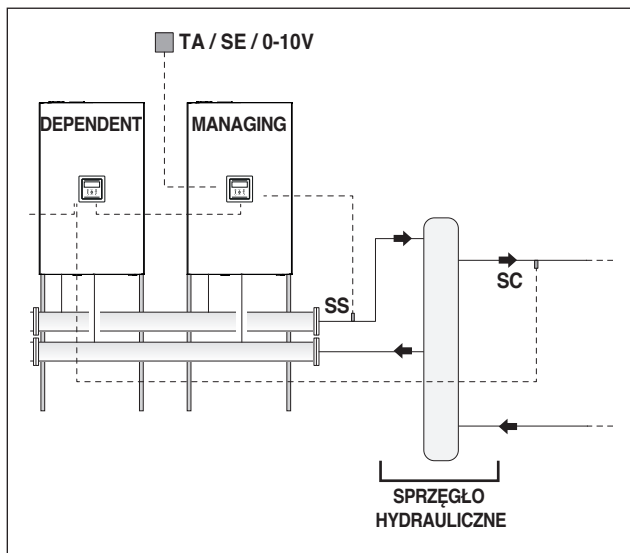 TA / SE / 0-10V
DEPENDENT
MANAGING
SS
SC
SPRZĘGŁO
HYDRAULICZNE